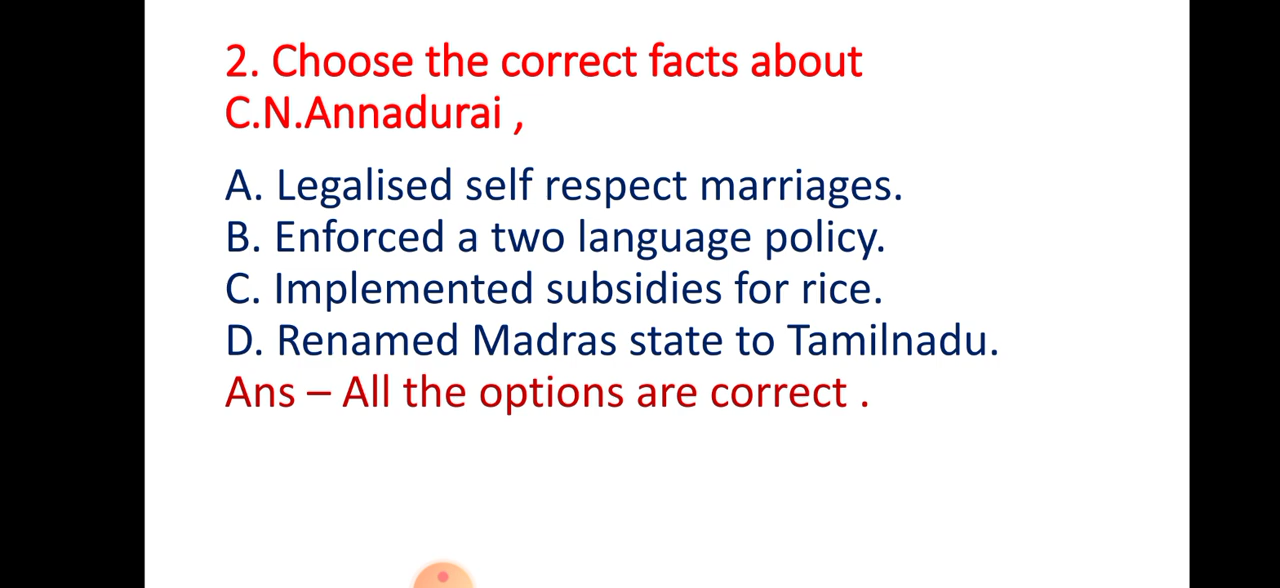 2. Choose the correct facts about
C.N.Annadurai ,
A. Legalised self respect marriages.
B. Enforced a two language policy.
C. Implemented subsidies for rice.
D. Renamed Madras state to Tamilnadu.
Ans – All the options are correct .